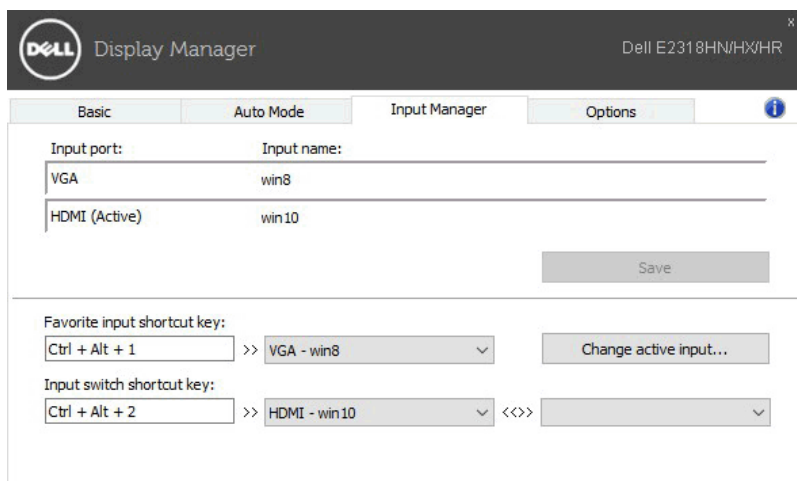 DELL Display Manager
x
Dell E2318HN/HX/HR
Basic Auto Mode Input Manager Options
Input port: Input name:
VGA win8
HDMI (Active) win10
Save
Favorite input shortcut key:
Ctrl + Alt + 1 >> VGA - win8 Change active input...
Input switch shortcut key:
Ctrl + Alt + 2 >> HDMI - win10 <<>>